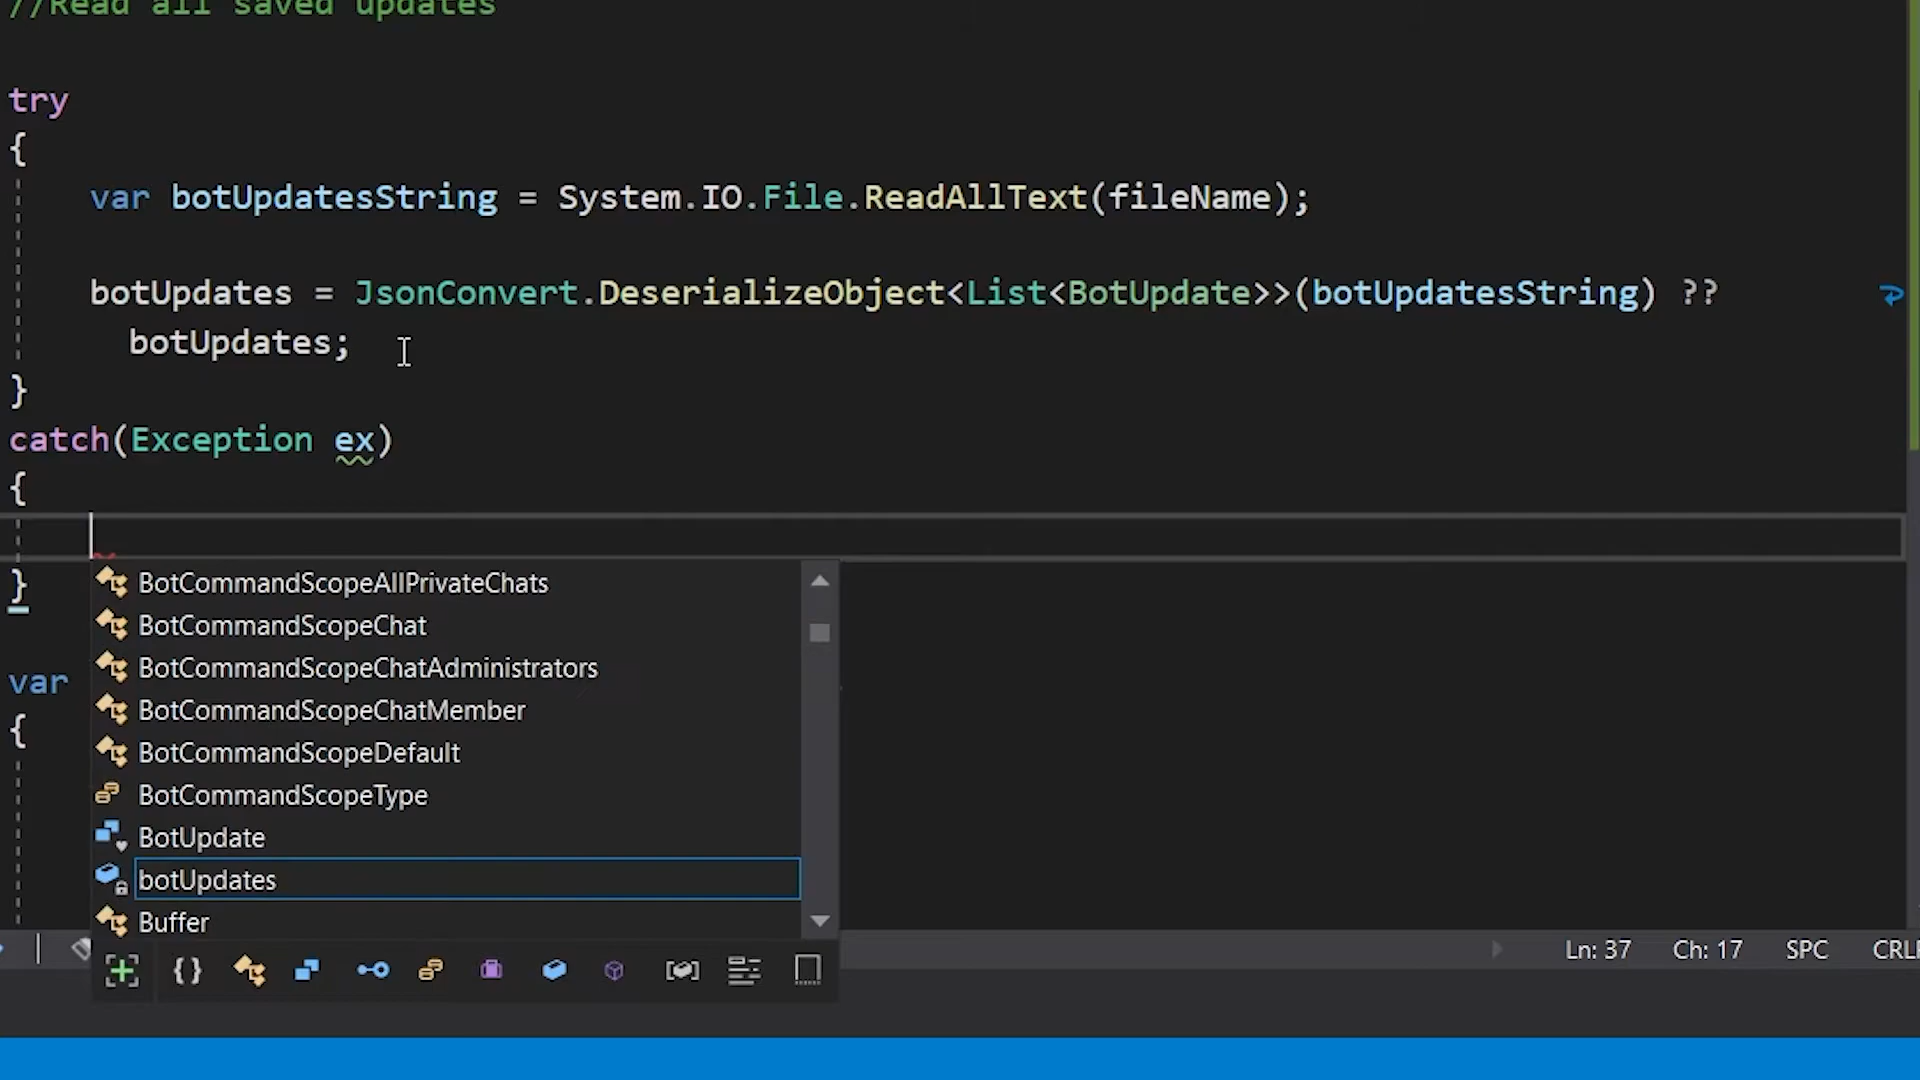 //Read all saved updates
try
{
var botUpdatesString = System.IO.File.ReadAllText(fileName);
botUpdates = JsonConvert.DeserializeObject<List<BotUpdate>>(botUpdatesString) ??
botUpdates;
}
catch(Exception ex)
{
}
BotCommandScopeAllPrivateChats
BotCommandScopeChat
BotCommandScopeChatAdministrators
BotCommandScopeChatMember
BotCommandScopeDefault
BotCommandScopeType
BotUpdate
botUpdates
Buffer
var
{
Ln: 37 Ch: 17 SPC CRLF